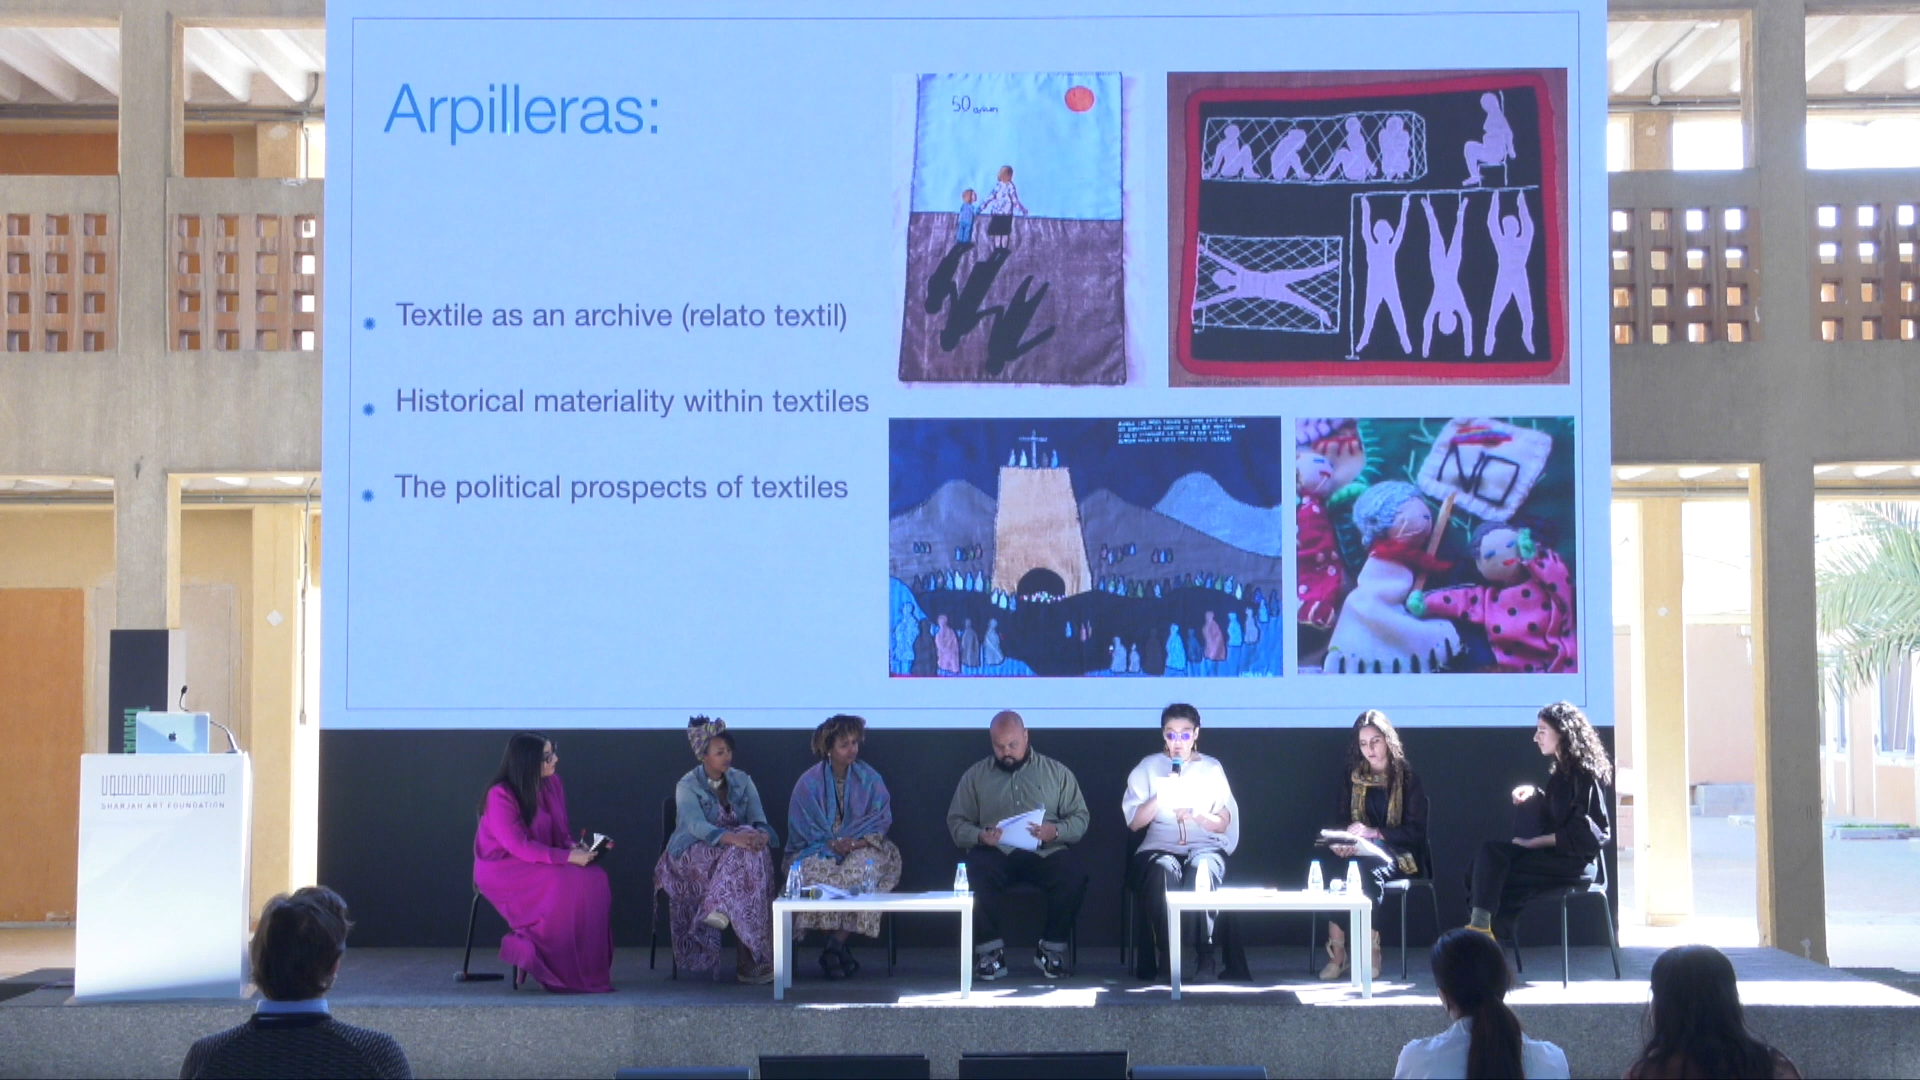 Arpilleras:
50 años
Textile as an archive (relato textil)
Historical materiality within textiles
The political prospects of textiles
NO
SHARJAH ART FOUNDATION